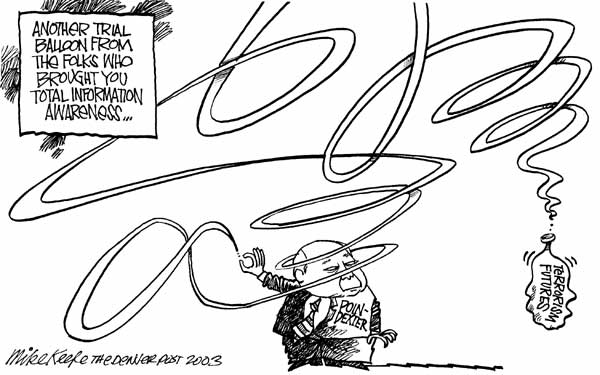 ANOTHER TRIAL
BALLOON FROM
THE FOLKS WHO
BROUGHT YOU
TOTAL INFORMATION
AWARENESS...
TERRORISM
FUTURES
POIN-
DEXTER
Mike Keefe THE DENVER POST 2003